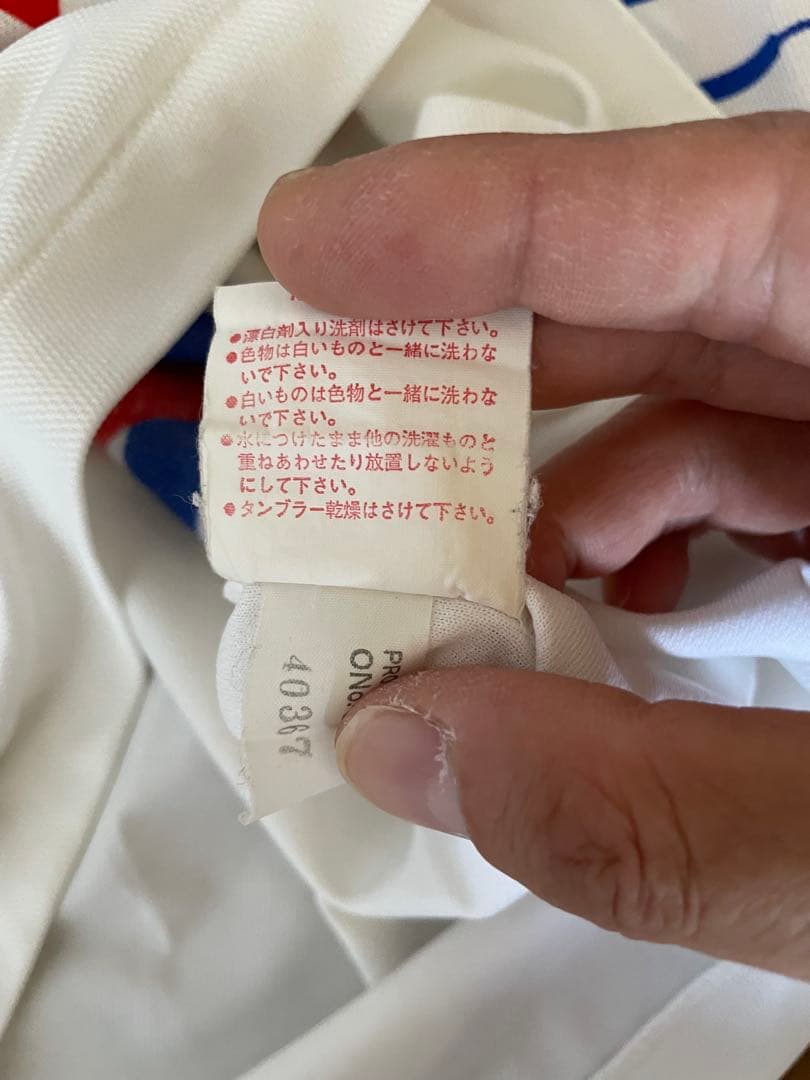 ●漂白剤入り洗剤はさけて下さい。
●色物は白いものと一緒に洗わな
いで下さい。
●白いものは色物と一緒に洗わな
いで下さい。
●水につけたまま他の洗濯ものと
重ねあわせたり放置しないよう
にして下さい。
●タンブラー乾燥はさけて下さい。
40367